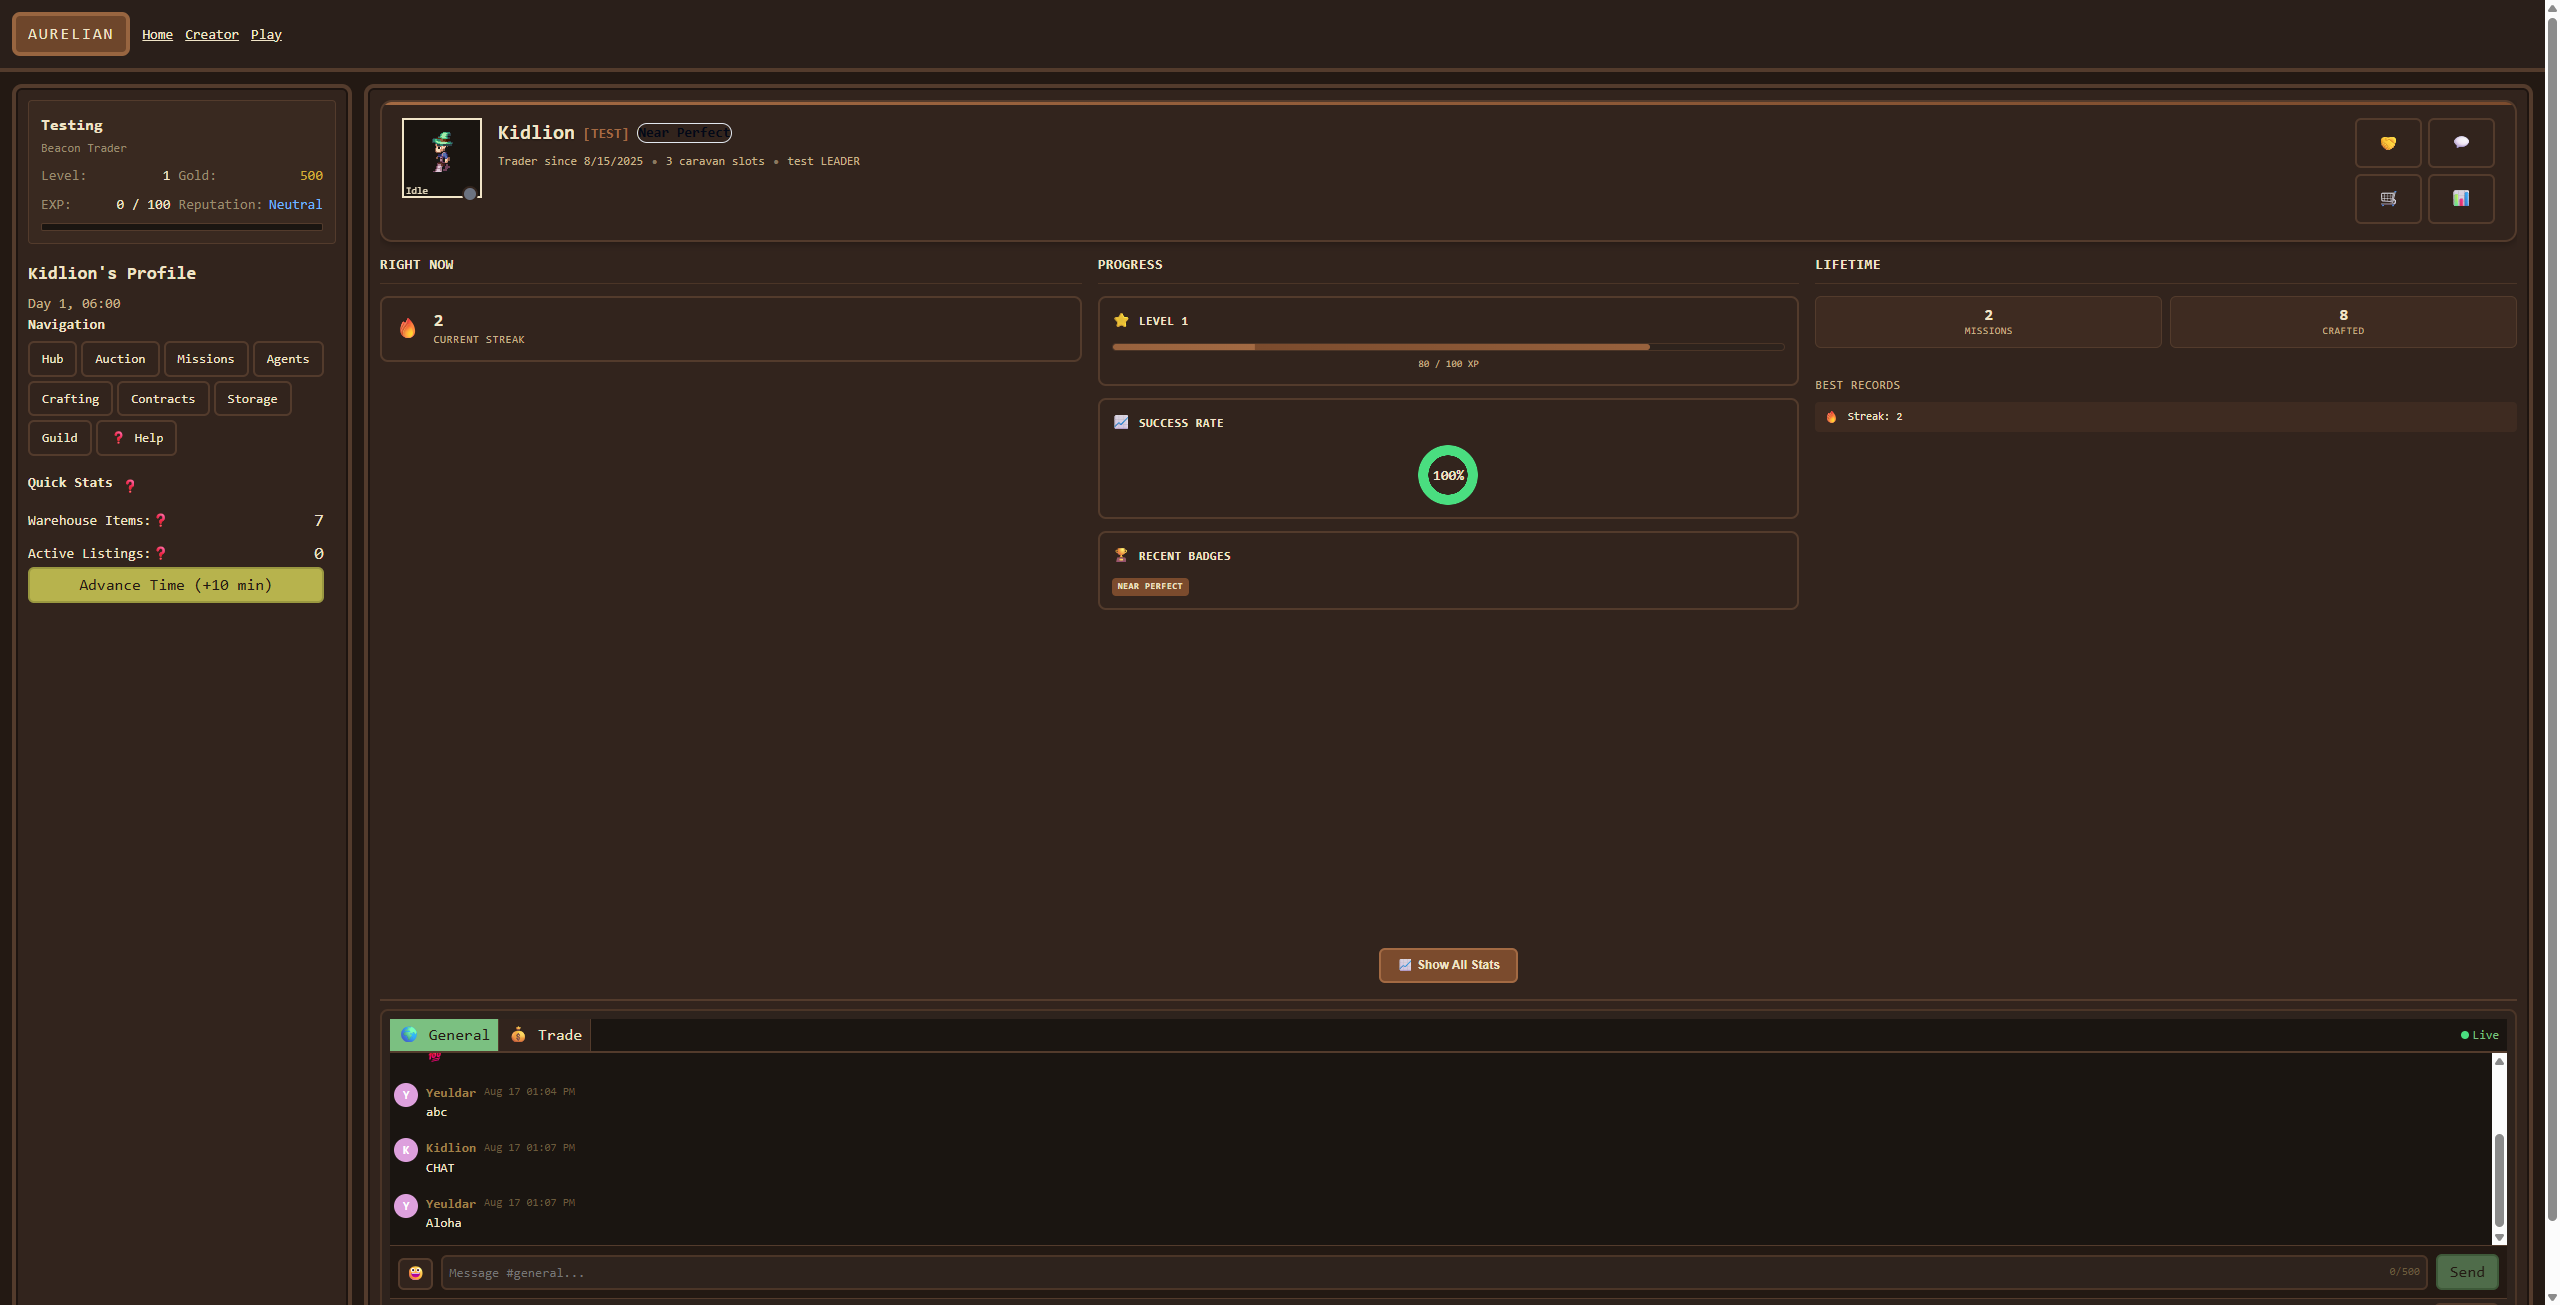 AURELIAN Home Creator Play
Testing
Beacon Trader
Level: 1 Gold: 500
EXP: 0 / 100 Reputation: Neutral
Kidlion's Profile
Day 1, 06:00
Navigation
Hub Auction Missions Agents
Crafting Contracts Storage
Guild ❓ Help
Quick Stats ❓
Warehouse Items: ❓ 7
Active Listings: ❓ 0
Advance Time (+10 min)
Idle
Kidlion [TEST] Near Perfect
Trader since 8/15/2025 • 3 caravan slots • test LEADER
RIGHT NOW
2
CURRENT STREAK
PROGRESS
LEVEL 1
80 / 100 XP
SUCCESS RATE
100%
RECENT BADGES
NEAR PERFECT
LIFETIME
2
MISSIONS
8
CRAFTED
BEST RECORDS
Streak: 2
Show All Stats
General Trade Live
Yeuldar Aug 17 01:04 PM
abc
Kidlion Aug 17 01:07 PM
CHAT
Yeuldar Aug 17 01:07 PM
Aloha
Message #general... 0/500 Send